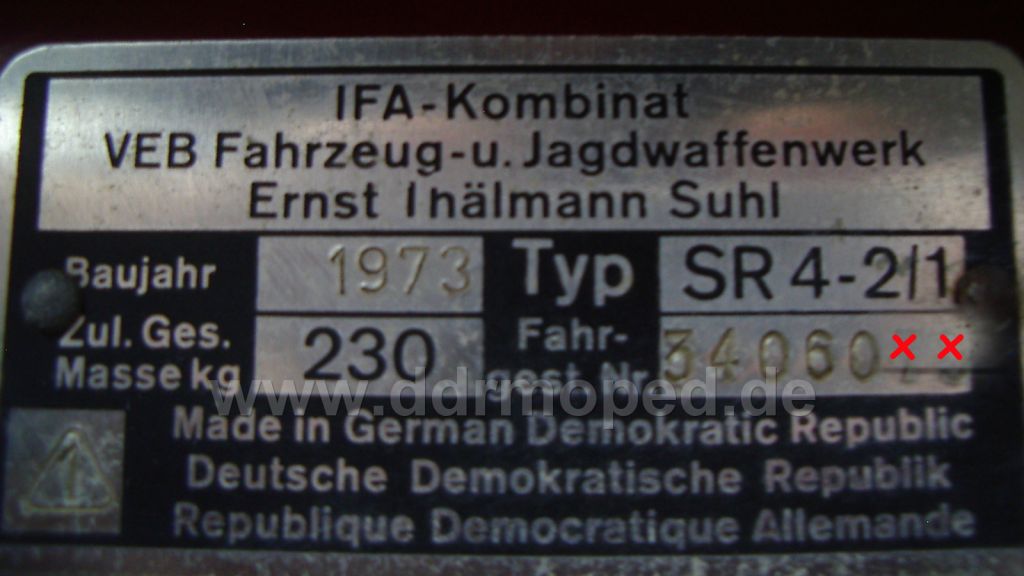 IFA-Kombinat
VEB Fahrzeug-u. Jagdwaffenwerk
Ernst Thälmann Suhl
Baujahr 1973 Typ SR 4-2/1
Zul. Ges. Masse kg 230 Fahr-gest Nr. 34060
www.ddrmoped.de
Made in German Demokratic Republic
Deutsche Demokratische Republik
Republique Democratique Allemande